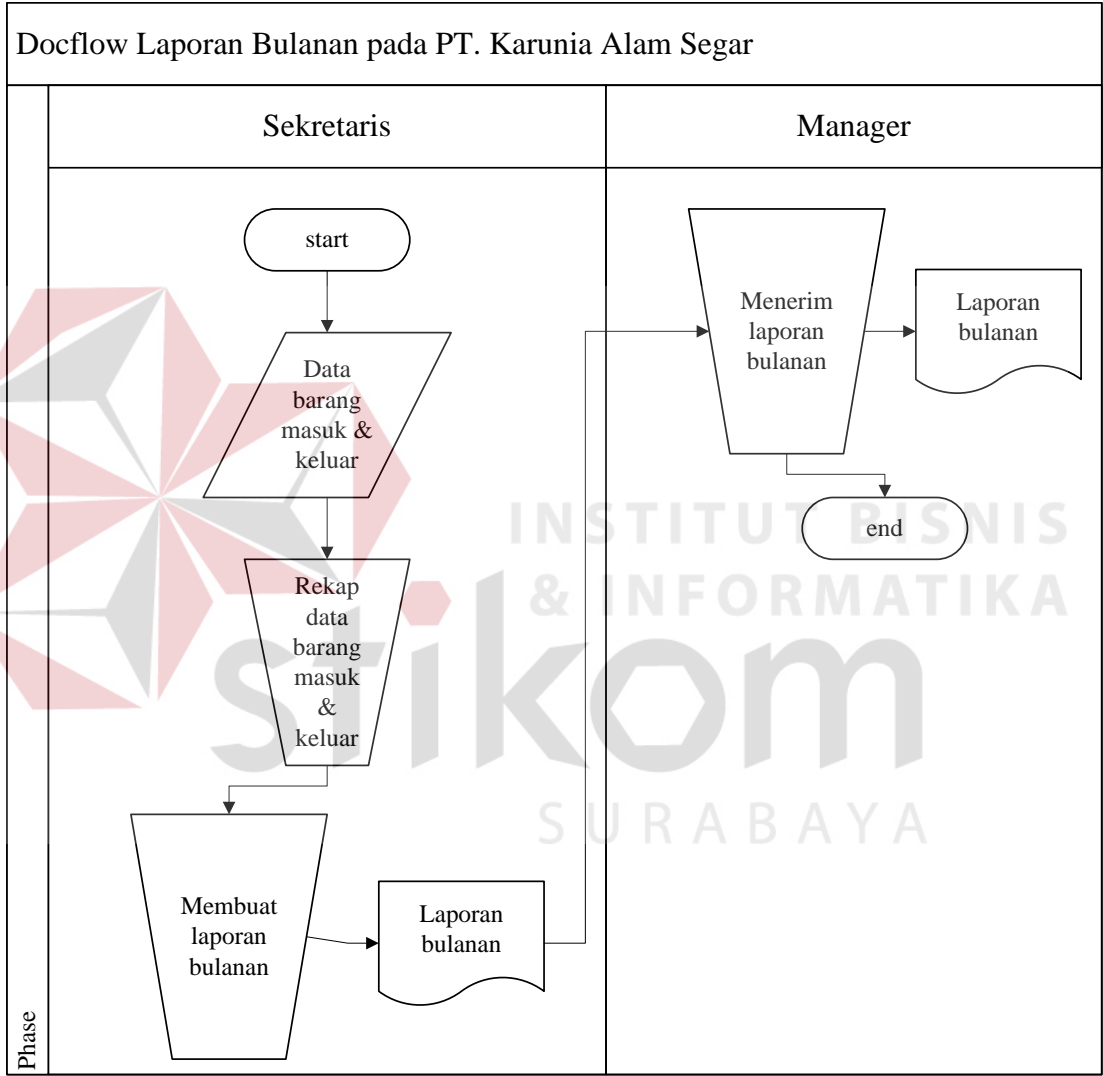 Docflow Laporan Bulanan pada PT. Karunia Alam Segar
Phase
Sekretaris
Manager
start
Data
barang
masuk &
keluar
Rekap
data
barang
masuk
&
keluar
Membuat
laporan
bulanan
Laporan
bulanan
Menerim
laporan
bulanan
Laporan
bulanan
end
INSTITUT BISNIS
& INFORMATIKA
stikom
SURABAYA